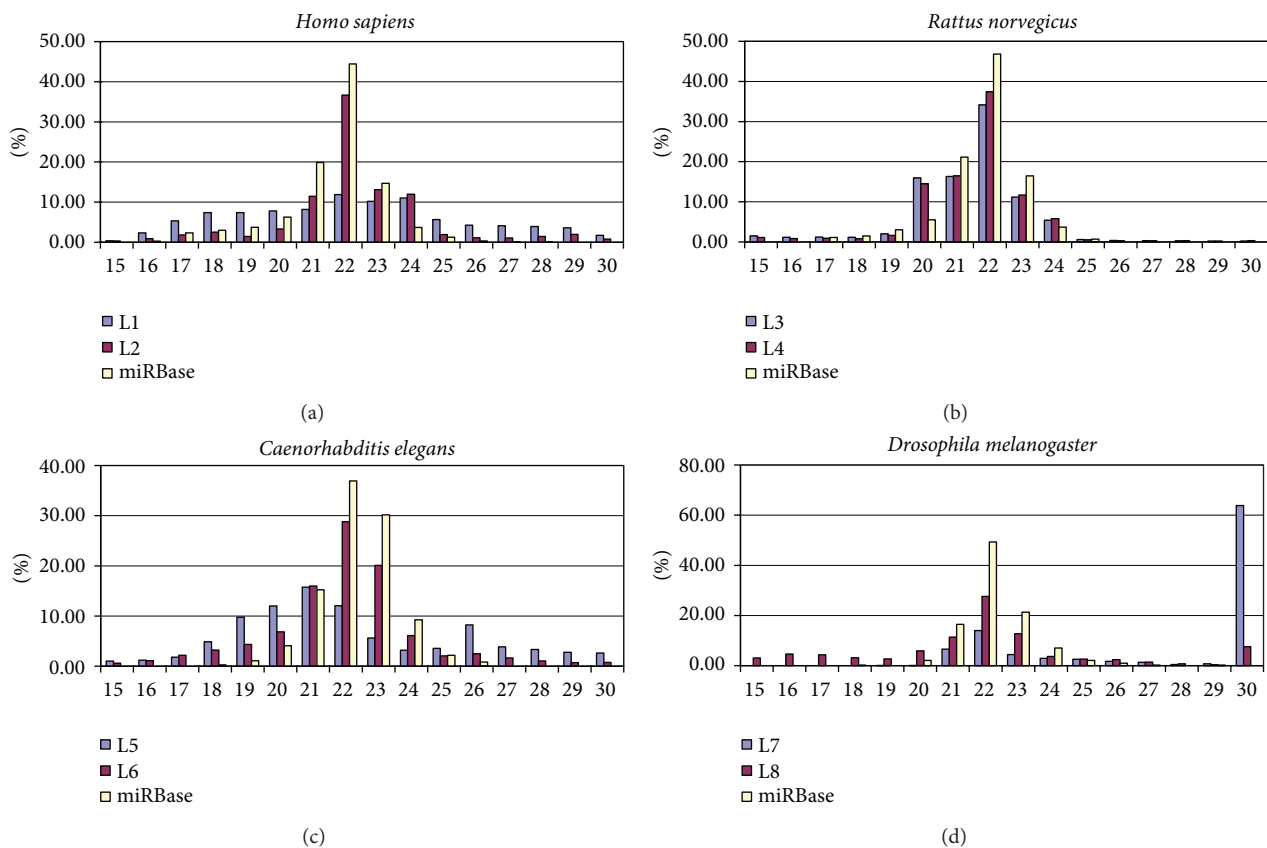 Homo sapiens
50.00
40.00
30.00
20.00
10.00
0.00
(%)
15 16 17 18 19 20 21 22 23 24 25 26 27 28 29 30
L1
L2
miRBase
(a)
Rattus norvegicus
50.00
40.00
30.00
20.00
10.00
0.00
(%)
15 16 17 18 19 20 21 22 23 24 25 26 27 28 29 30
L3
L4
miRBase
(b)
Caenorhabditis elegans
40.00
30.00
20.00
10.00
0.00
(%)
15 16 17 18 19 20 21 22 23 24 25 26 27 28 29 30
L5
L6
miRBase
(c)
Drosophila melanogaster
80.00
60.00
40.00
20.00
0.00
(%)
15 16 17 18 19 20 21 22 23 24 25 26 27 28 29 30
L7
L8
miRBase
(d)